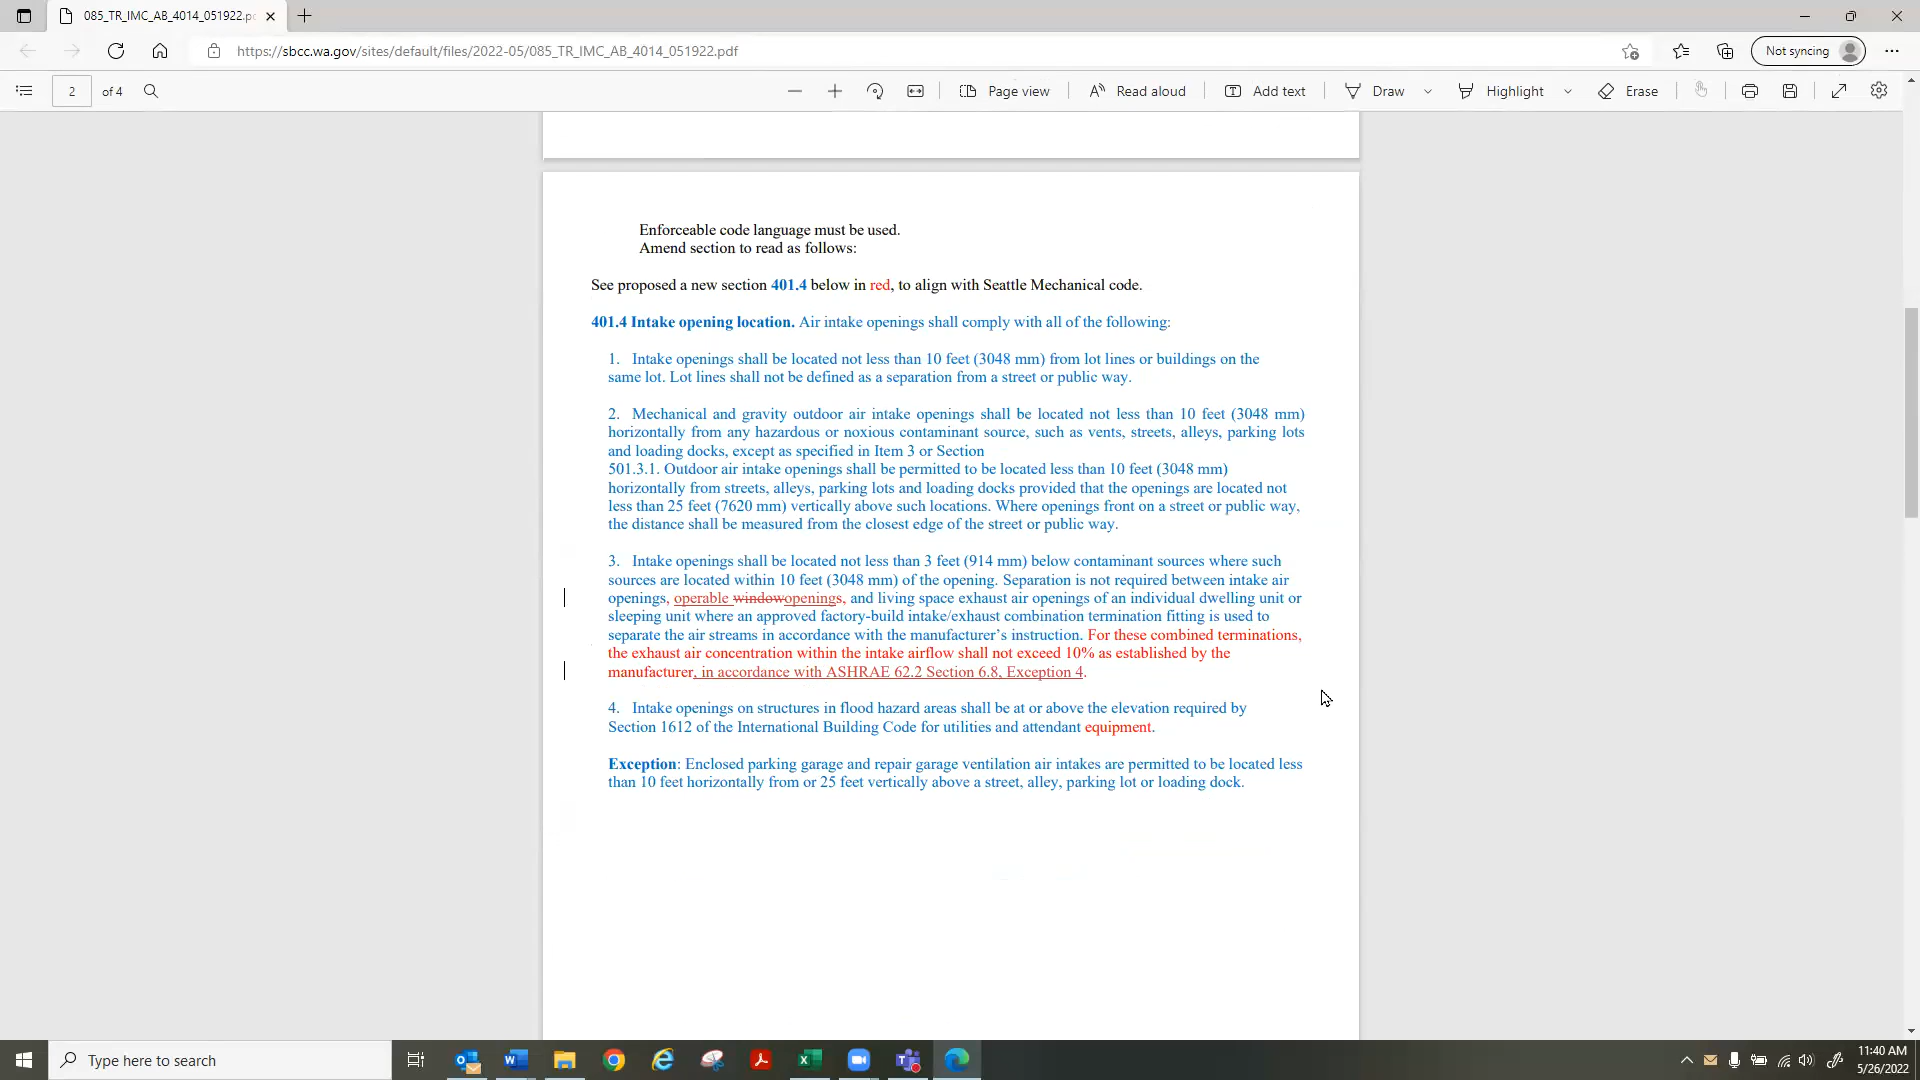 085_TR_IMC_AB_4014_051922.p
https://sbcc.wa.gov/sites/default/files/2022-05/085_TR_IMC_AB_4014_051922.pdf
Not syncing
2 of 4
Page view
Read aloud
Add text
Draw
Highlight
Erase
Enforceable code language must be used.
Amend section to read as follows:
See proposed a new section 401.4 below in red, to align with Seattle Mechanical code.
401.4 Intake opening location. Air intake openings shall comply with all of the following:
1. Intake openings shall be located not less than 10 feet (3048 mm) from lot lines or buildings on the
same lot. Lot lines shall not be defined as a separation from a street or public way.
2. Mechanical and gravity outdoor air intake openings shall be located not less than 10 feet (3048 mm)
horizontally from any hazardous or noxious contaminant source, such as vents, streets, alleys, parking lots
and loading docks, except as specified in Item 3 or Section
501.3.1. Outdoor air intake openings shall be permitted to be located less than 10 feet (3048 mm)
horizontally from streets, alleys, parking lots and loading docks provided that the openings are located not
less than 25 feet (7620 mm) vertically above such locations. Where openings front on a street or public way,
the distance shall be measured from the closest edge of the street or public way.
3. Intake openings shall be located not less than 3 feet (914 mm) below contaminant sources where such
sources are located within 10 feet (3048 mm) of the opening. Separation is not required between intake air
openings, operable windowopenings, and living space exhaust air openings of an individual dwelling unit or
sleeping unit where an approved factory-build intake/exhaust combination termination fitting is used to
separate the air streams in accordance with the manufacturer's instruction. For these combined terminations,
the exhaust air concentration within the intake airflow shall not exceed 10% as established by the
manufacturer, in accordance with ASHRAE 62.2 Section 6.8, Exception 4.
4. Intake openings on structures in flood hazard areas shall be at or above the elevation required by
Section 1612 of the International Building Code for utilities and attendant equipment.
Exception: Enclosed parking garage and repair garage ventilation air intakes are permitted to be located less
than 10 feet horizontally from or 25 feet vertically above a street, alley, parking lot or loading dock.
Type here to search
11:40 AM
5/26/2022